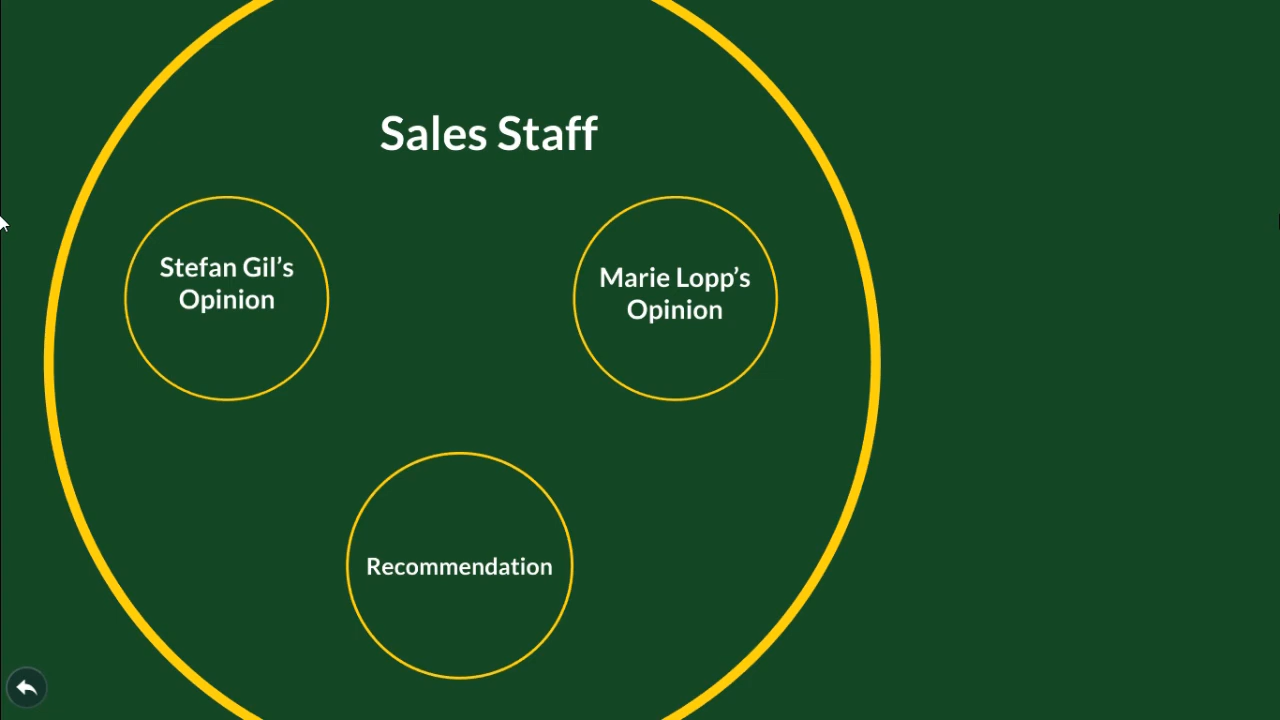 Sales Staff
Stefan Gil’s
Opinion
Marie Lopp’s
Opinion
Recommendation